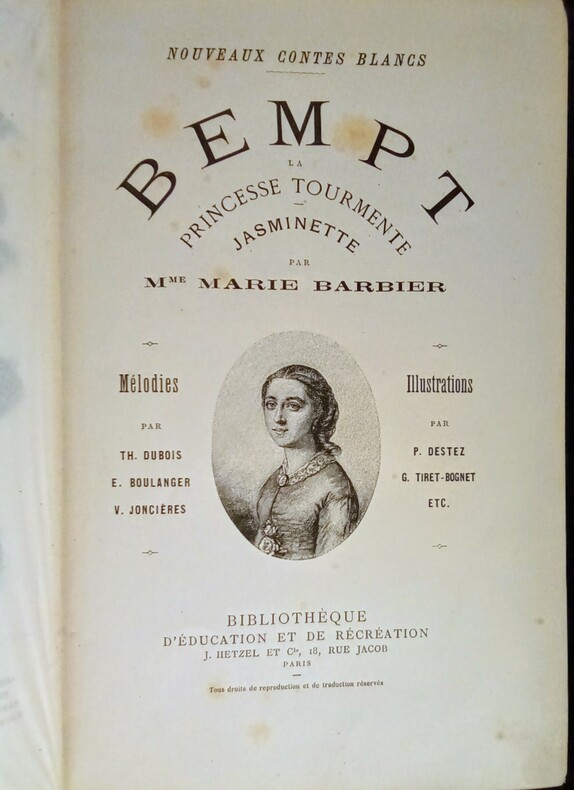 NOUVEAUX CONTES BLANCS
BEMPT
LA
PRINCESSE TOURMENTE
JASMINETTE
PAR
MME MARIE BARBIER
Mélodies
PAR
TH. DUBOIS
E. BOULANGER
V. JONCIÈRES
Illustrations
PAR
P. DESTEZ
G. TIRET-BOGNET
ETC.
BIBLIOTHÈQUE
D'ÉDUCATION ET DE RÉCRÉATION
J. HETZEL ET Cie, 18, RUE JACOB
PARIS
Tous droits de reproduction et de traduction réservés